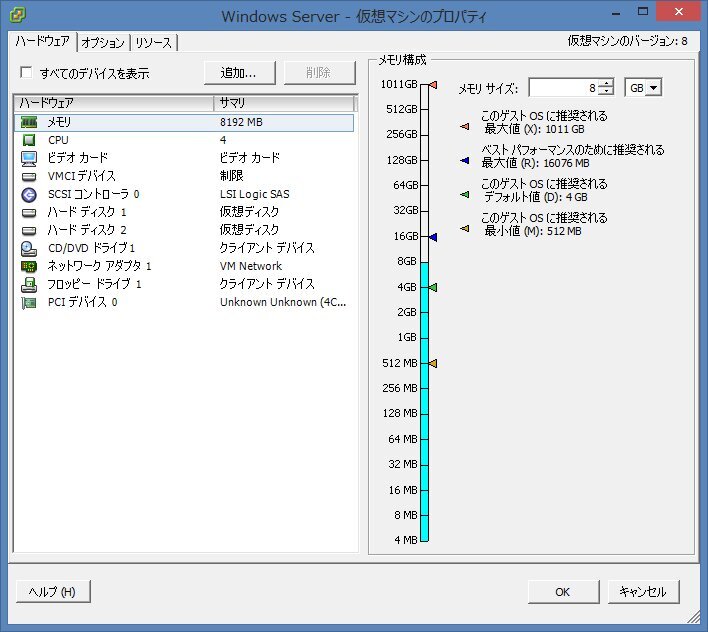 Windows Server - 仮想マシンのプロパティ
ハードウェア オプション リソース
仮想マシンのバージョン: 8
すべてのデバイスを表示
追加...
削除
ハードウェア サマリ
メモリ 8192 MB
CPU 4
ビデオ カード ビデオ カード
VMCI デバイス 制限
SCSI コントローラ 0 LSI Logic SAS
ハード ディスク 1 仮想ディスク
ハード ディスク 2 仮想ディスク
CD/DVD ドライブ 1 クライアント デバイス
ネットワーク アダプタ 1 VM Network
フロッピー ドライブ 1 クライアント デバイス
PCI デバイス 0 Unknown Unknown (4C...
メモリ構成
1011GB
512GB
256GB
128GB
64GB
32GB
16GB
8GB
4GB
2GB
1GB
512 MB
256 MB
128 MB
64 MB
32 MB
16 MB
8 MB
4 MB
メモリ サイズ: 8 GB
このゲスト OS に推奨される
最大値 (X): 1011 GB
ベスト パフォーマンスのために推奨される
最大値 (R): 16076 MB
このゲスト OS に推奨される
デフォルト値 (D): 4 GB
このゲスト OS に推奨される
最小値 (M): 512 MB
ヘルプ (H)
OK
キャンセル